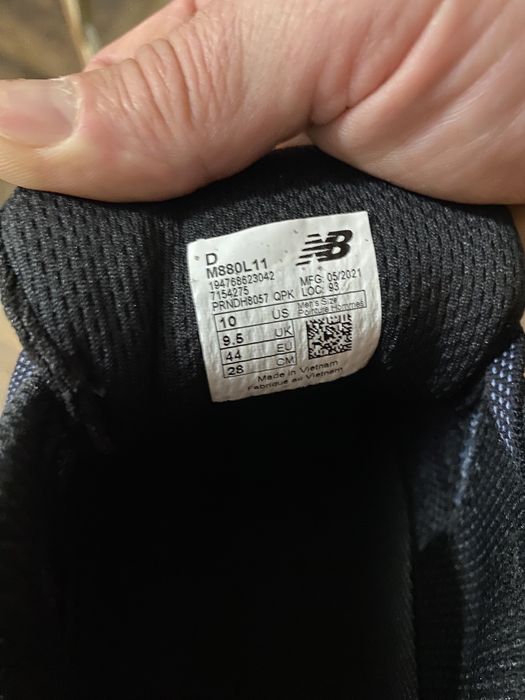 D
M880L11
NB
194768623042
7154275
MFG. 05/2021
PRNDH8057 QPK
LOC: 93
10 US
Men's Size
Pointure Hommes
9.5 UK
44 EU
28 CM
Made in Vietnam
Fabriqué au Vietnam